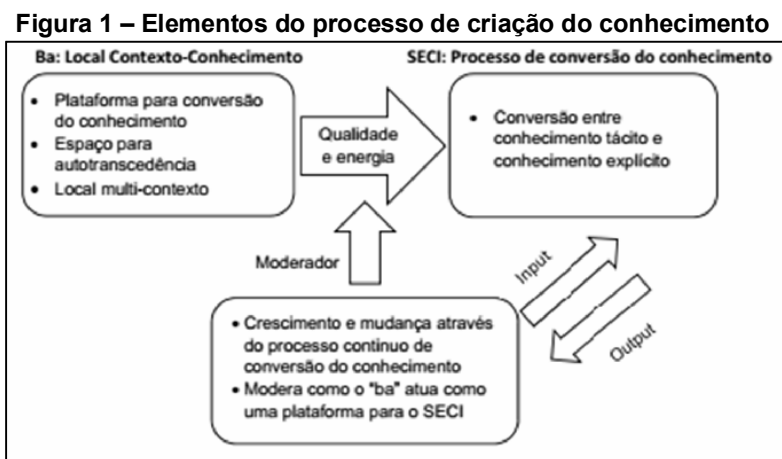 Figura 1 – Elementos do processo de criação do conhecimento
Ba: Local Contexto-Conhecimento
SECI: Processo de conversão do conhecimento
• Plataforma para conversão
do conhecimento
• Espaço para
autotranscedência
• Local multi-contexto
Qualidade
e energia
• Conversão entre
conhecimento tácito e
conhecimento explícito
Moderador
Input
Output
• Crescimento e mudança através
do processo continuo de
conversão do conhecimento
• Modera como o "ba" atua como
uma plataforma para o SECI